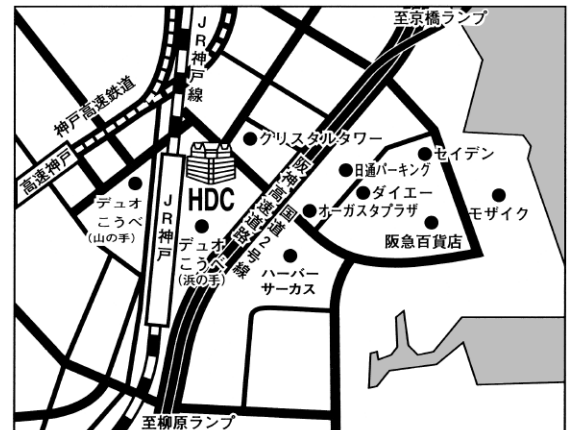 至京橋ランプ
JR神戸線
神戸高速鉄道
クリスタルタワー
高速神戸
セイデン
日通パーキング
HDC
ダイエー
デュオ
こうべ
(山の手)
JR神戸
オーガスタプラザ
モザイク
阪急百貨店
デュオ
こうべ
(浜の手)
国道2号線
阪神高速道路
ハーバー
サーカス
至柳原ランプ